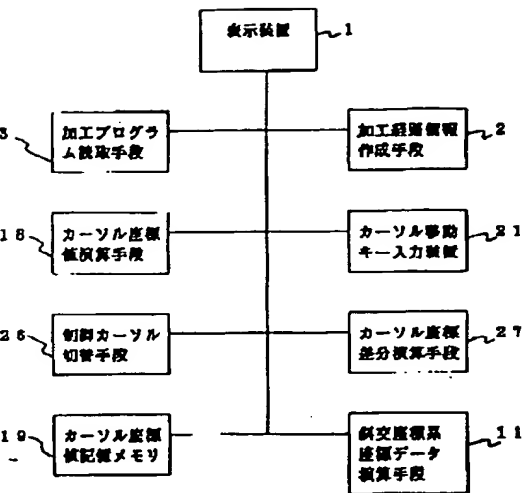 表示装置
1
3
加工プログラ
ム読取手段
加工経路情報
作成手段
2
18
カーソル座標
値演算手段
カーソル移動
キー入力装置
21
26
制御カーソル
切替手段
カーソル座標
差分演算手段
27
19
カーソル座標
値記憶メモリ
斜交座標系
座標データ
演算手段
11